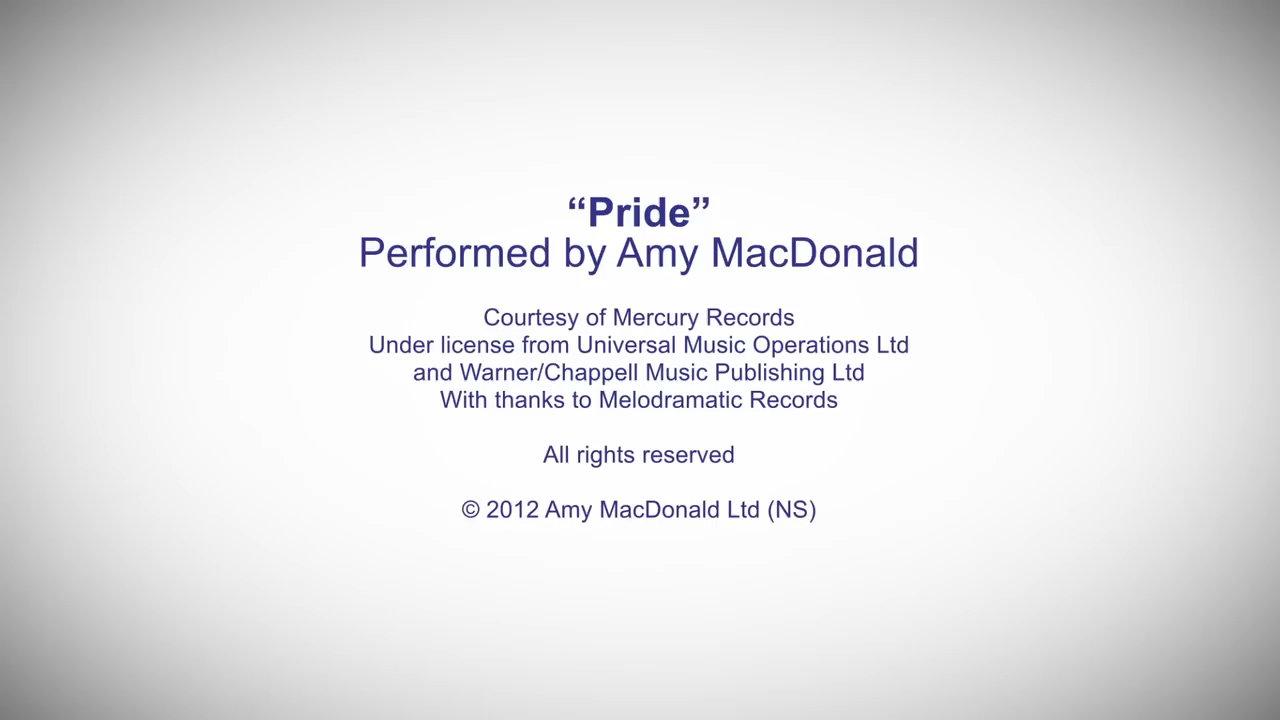 “Pride”
Performed by Amy MacDonald
Courtesy of Mercury Records
Under license from Universal Music Operations Ltd
and Warner/Chappell Music Publishing Ltd
With thanks to Melodramatic Records
All rights reserved
© 2012 Amy MacDonald Ltd (NS)